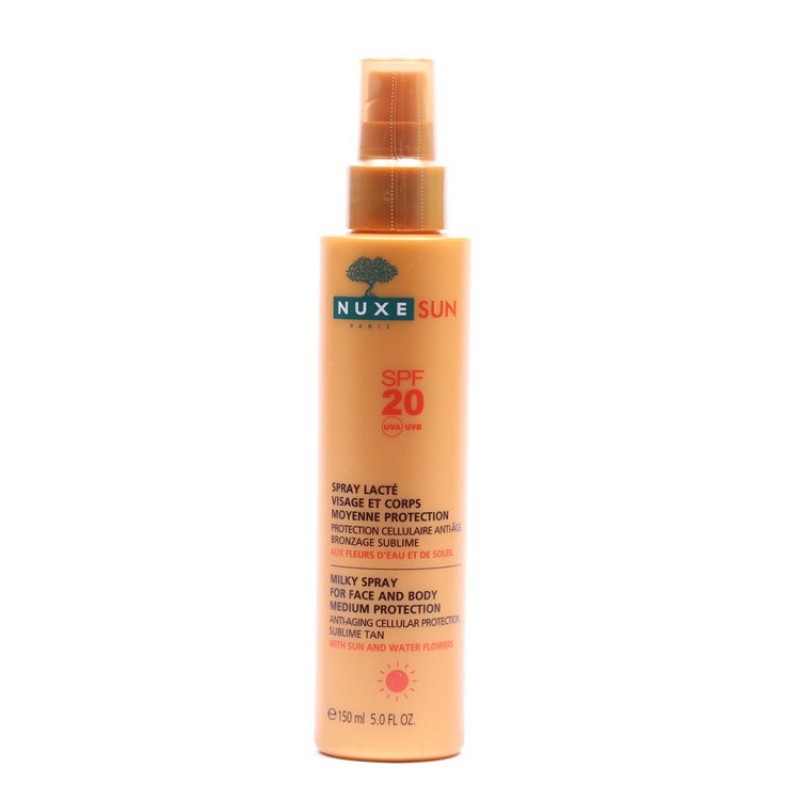 NUXE SUN
PARIS
SPF
20
UVA UVB
SPRAY LACTÉ
VISAGE ET CORPS
MOYENNE PROTECTION
PROTECTION CELLULAIRE ANTI-ÂGE
BRONZAGE SUBLIME
AUX FLEURS D'EAU ET DE SOLEIL
MILKY SPRAY
FOR FACE AND BODY
MEDIUM PROTECTION
ANTI-AGING CELLULAR PROTECTION,
SUBLIME TAN
WITH SUN AND WATER FLOWERS
℮150 ml 5.0 FL OZ.